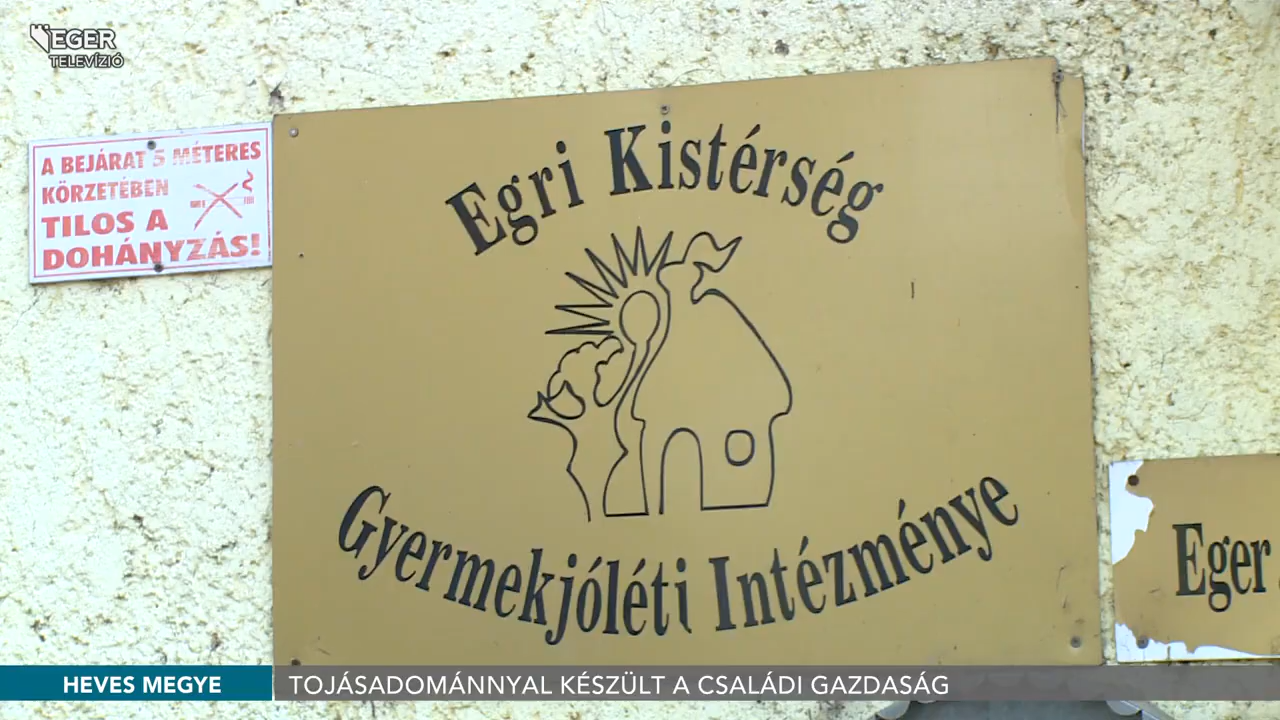 EGER
TELEVÍZIÓ
A BEJÁRAT 5 MÉTERES
KÖRZETÉBEN
TILOS A
DOHÁNYZÁS!
Egri Kistérség
Gyermekjóléti Intézménye
Eger
HEVES MEGYE
TOJÁSADOMÁNNYAL KÉSZÜLT A CSALÁDI GAZDASÁG